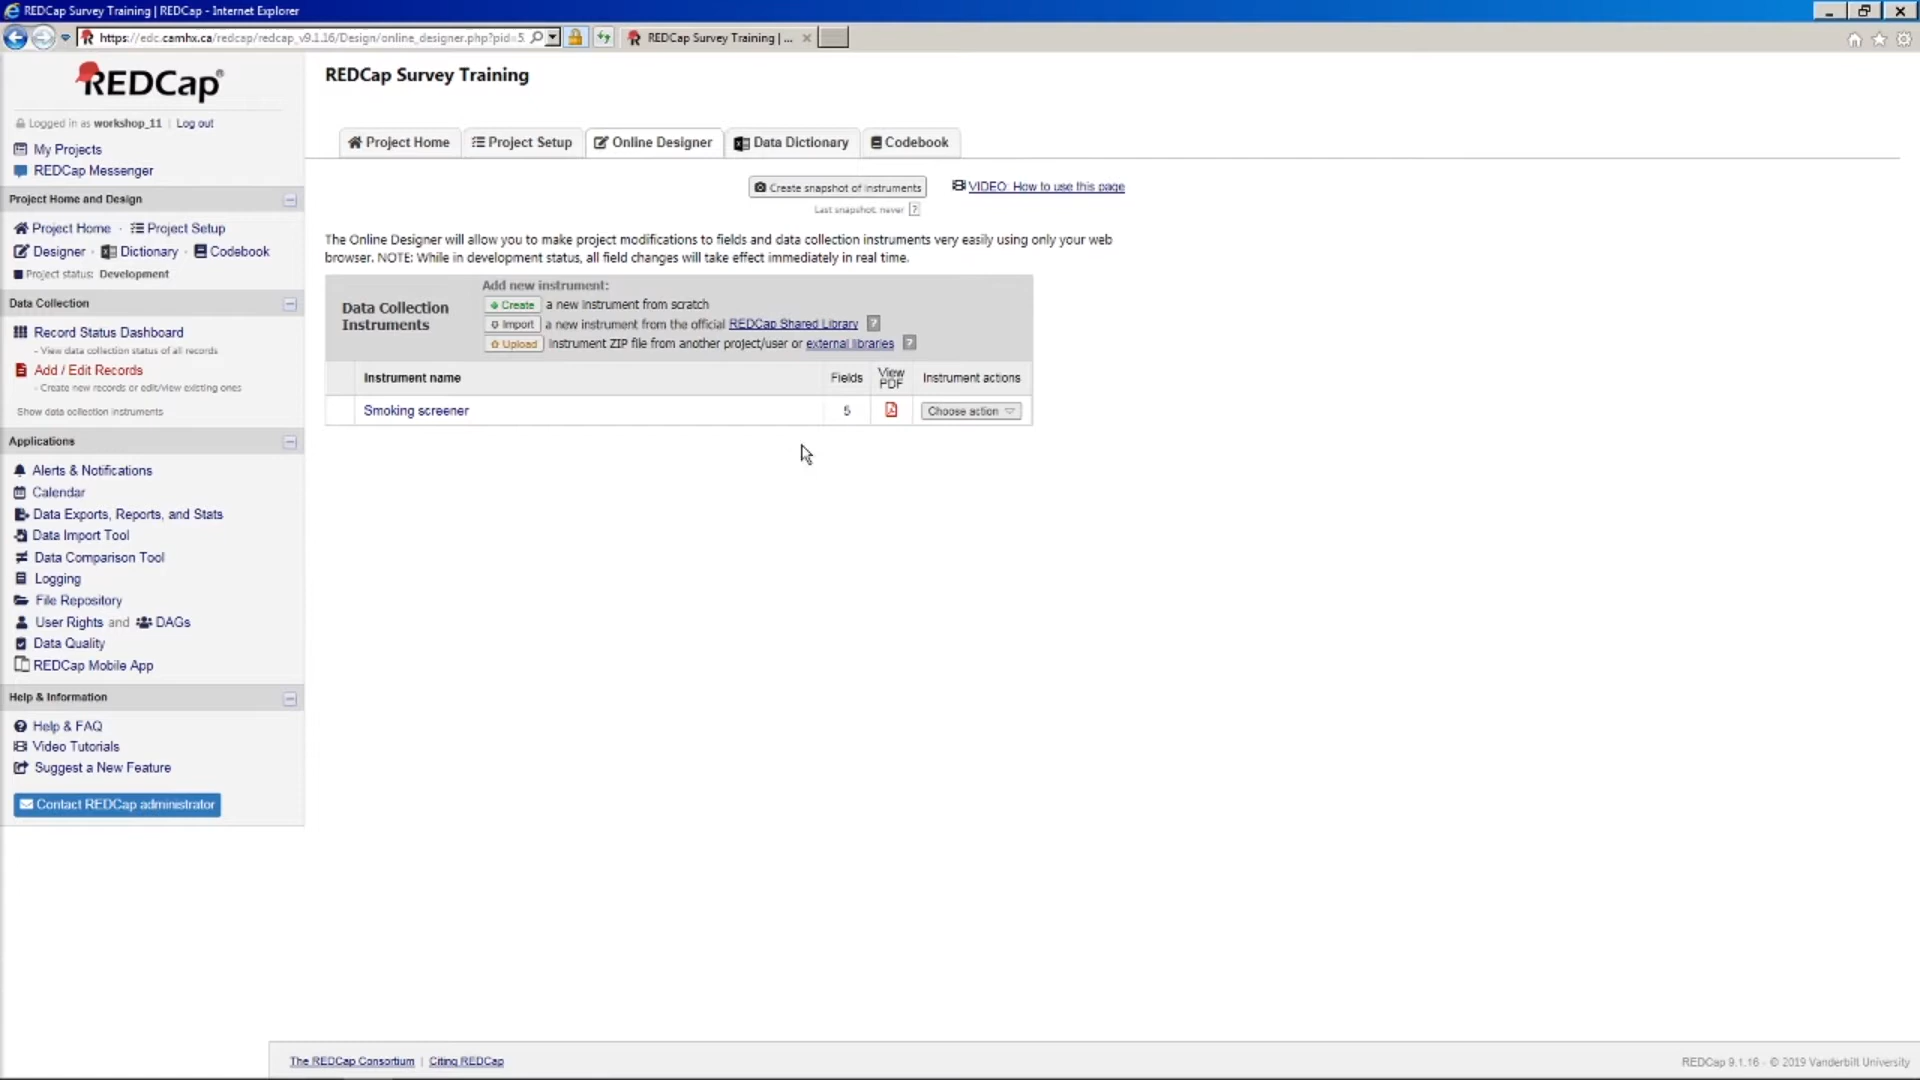 REDCap Survey Training | REDCap - Internet Explorer
https://edc.camhx.ca/redcap/redcap_v9.1.16/Design/online_designer.php?pid=5
REDCap Survey Training | ...
REDCap®
Logged in as workshop_11 | Log out
My Projects
REDCap Messenger
Project Home and Design
Project Home · Project Setup
Designer · Dictionary · Codebook
Project status: Development
Data Collection
Record Status Dashboard
- View data collection status of all records
Add / Edit Records
- Create new records or edit/view existing ones
Show data collection instruments
Applications
Alerts & Notifications
Calendar
Data Exports, Reports, and Stats
Data Import Tool
Data Comparison Tool
Logging
File Repository
User Rights and DAGs
Data Quality
REDCap Mobile App
Help & Information
Help & FAQ
Video Tutorials
Suggest a New Feature
Contact REDCap administrator
REDCap Survey Training
Project Home Project Setup Online Designer Data Dictionary Codebook
Create snapshot of instruments
VIDEO: How to use this page
Last snapshot: never ?
The Online Designer will allow you to make project modifications to fields and data collection instruments very easily using only your web
browser. NOTE: While in development status, all field changes will take effect immediately in real time.
Data Collection
Instruments
Add new instrument:
Create a new instrument from scratch
Import a new instrument from the official REDCap Shared Library ?
Upload instrument ZIP file from another project/user or external libraries ?
Instrument name Fields View PDF Instrument actions
Smoking screener 5 Choose action
The REDCap Consortium | Citing REDCap
REDCap 9.1.16 - © 2019 Vanderbilt University